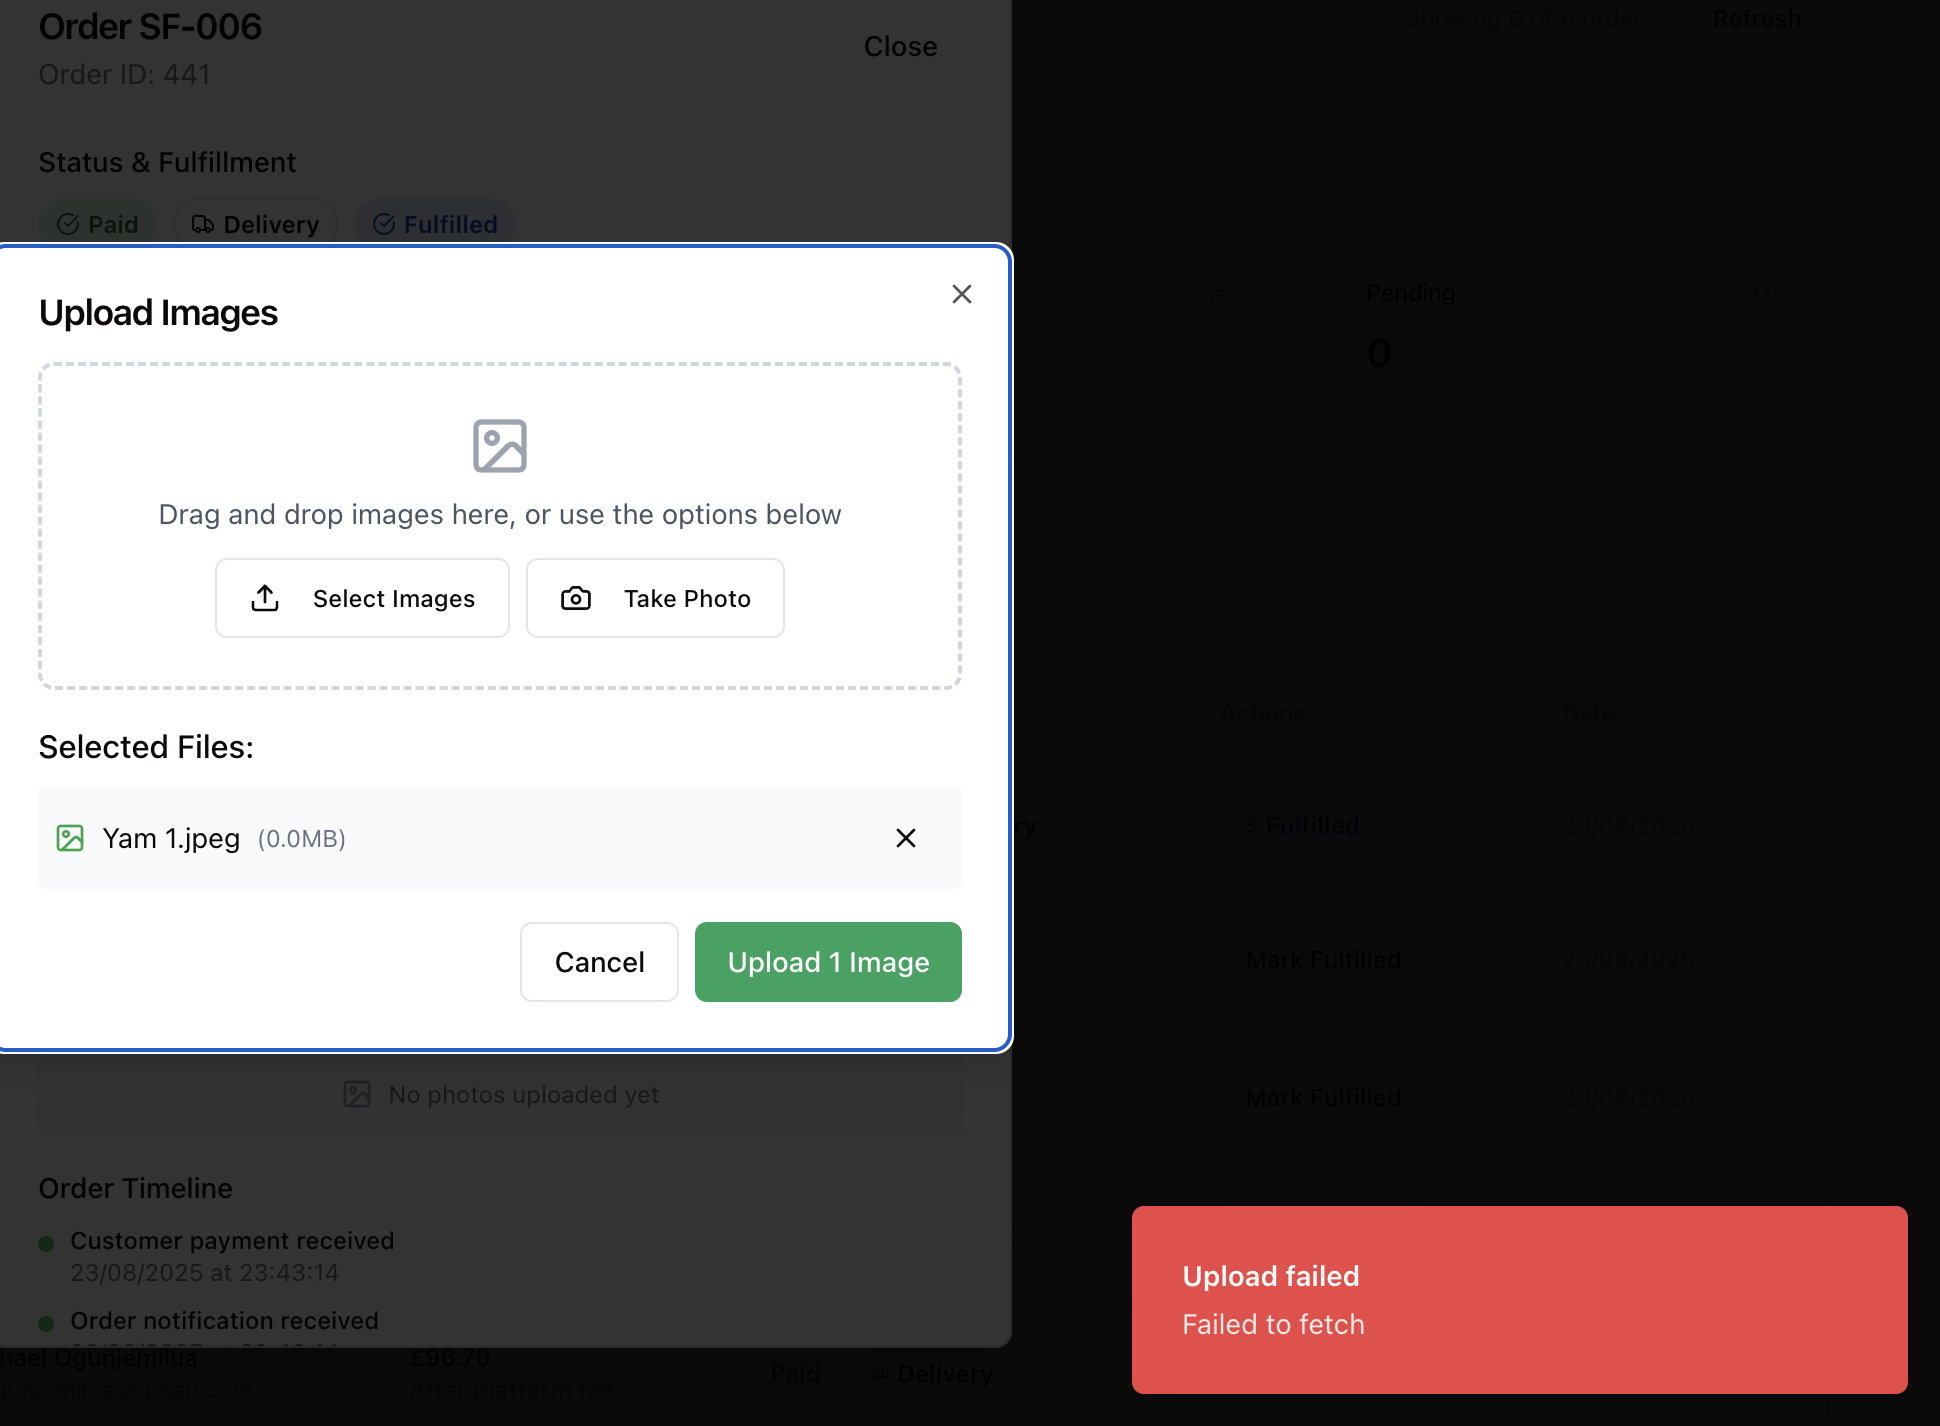 Order SF-006
Order ID: 441
Close
Showing 6 of 6 orders
Refresh
Status & Fulfillment
Paid
Delivery
Fulfilled
Upload Images
Drag and drop images here, or use the options below
Select Images
Take Photo
Selected Files:
Yam 1.jpeg (0.0MB)
Cancel
Upload 1 Image
Pending
0
Actions
Date
ry
Fulfilled
23/08/2025
Mark Fulfilled
23/08/2025
Mark Fulfilled
23/08/2025
No photos uploaded yet
Order Timeline
Customer payment received
23/08/2025 at 23:43:14
Order notification received
hael Ogunjemilua
£96.70
Paid
Delivery
gunjemilua@gmail.com
After platform fee
Upload failed
Failed to fetch